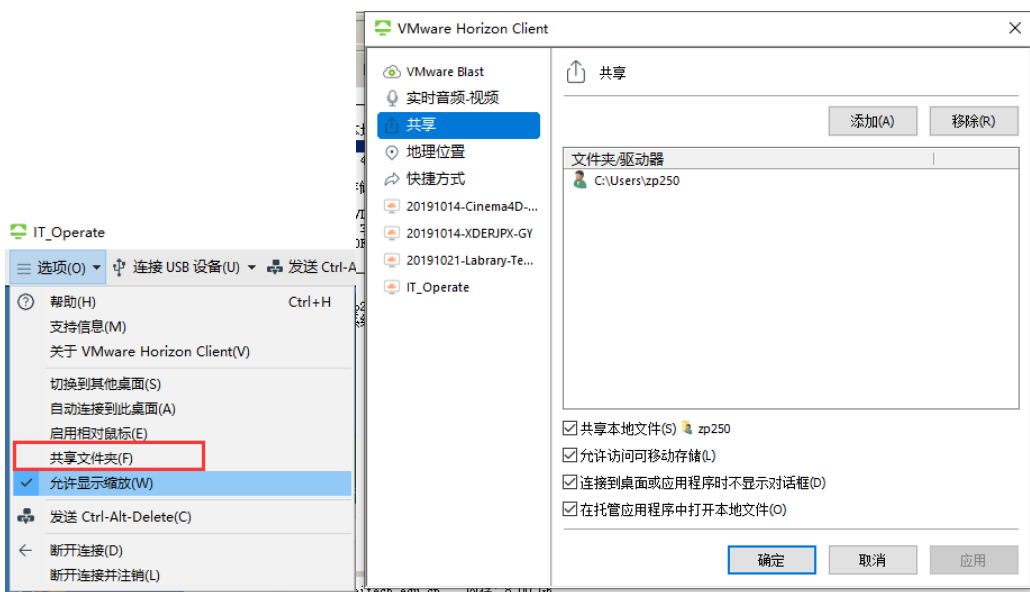 IT_Operate
选项(O)
连接 USB 设备(U)
发送 Ctrl-A
帮助(H) Ctrl+H
支持信息(M)
关于 VMware Horizon Client(V)
切换到其他桌面(S)
自动连接到此桌面(A)
启用相对鼠标(E)
共享文件夹(F)
允许显示缩放(W)
发送 Ctrl-Alt-Delete(C)
断开连接(D)
断开连接并注销(L)
VMware Horizon Client
VMware Blast
实时音频-视频
共享
地理位置
快捷方式
20191014-Cinema4D-...
20191014-XDERJPX-GY
20191021-Labrary-Te...
IT_Operate
共享
添加(A) 移除(R)
文件夹/驱动器
C:\Users\zp250
共享本地文件(S) zp250
允许访问可移动存储(L)
连接到桌面或应用程序时不显示对话框(D)
在托管应用程序中打开本地文件(O)
确定 取消 应用